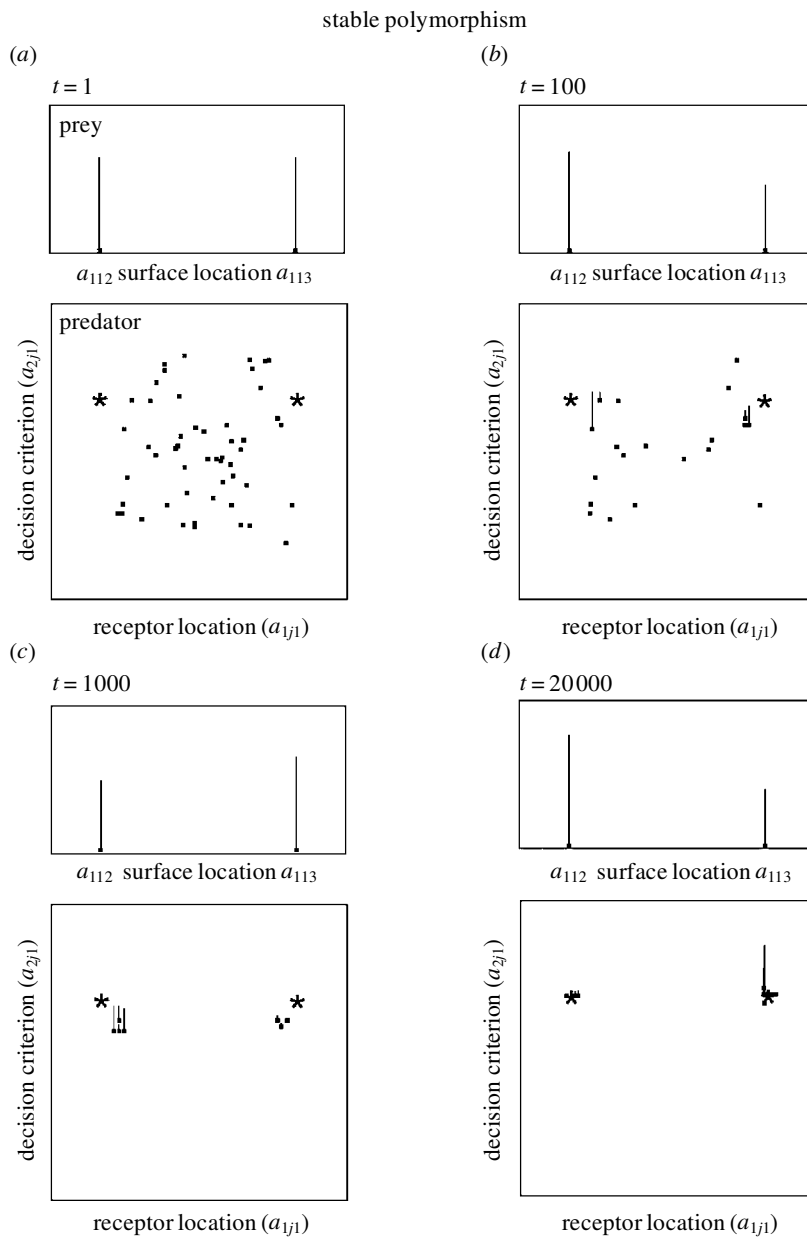 stable polymorphism
(a)
t = 1
prey
a112 surface location a113
predator
decision criterion (a2j1)
receptor location (a1j1)
(b)
t = 100
a112 surface location a113
decision criterion (a2j1)
receptor location (a1j1)
(c)
t = 1000
a112 surface location a113
decision criterion (a2j1)
receptor location (a1j1)
(d)
t = 20 000
a112 surface location a113
decision criterion (a2j1)
receptor location (a1j1)